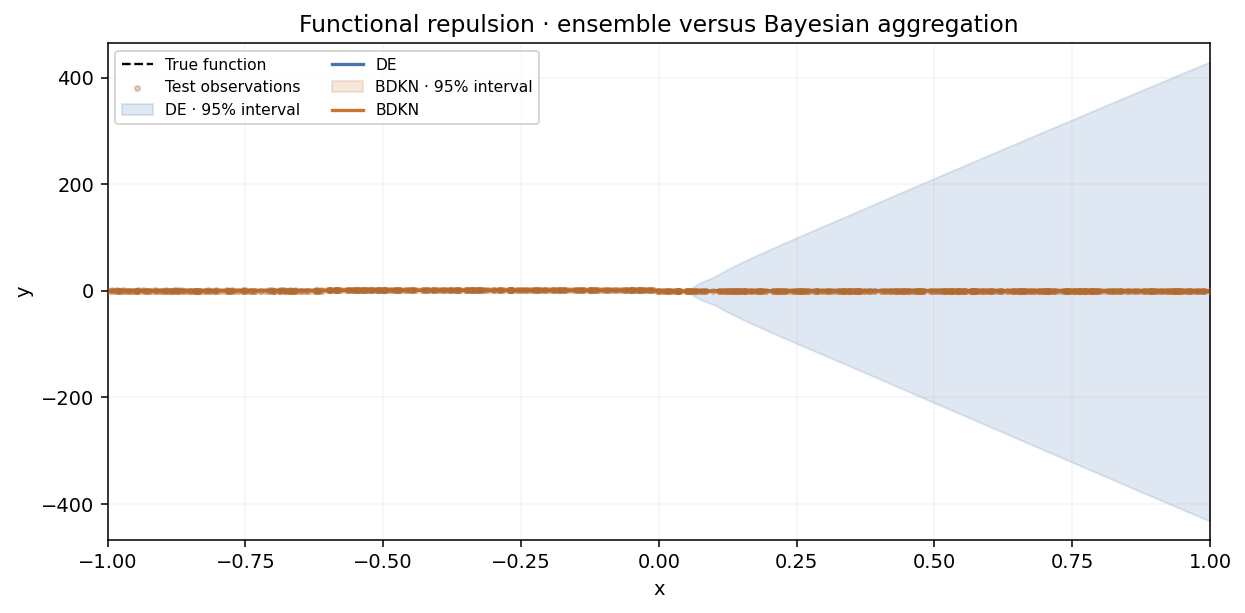 Functional repulsion · ensemble versus Bayesian aggregation
True function
Test observations
DE · 95% interval
DE
BDKN · 95% interval
BDKN
400
200
0
−200
−400
y
−1.00 −0.75 −0.50 −0.25 0.00 0.25 0.50 0.75 1.00
x